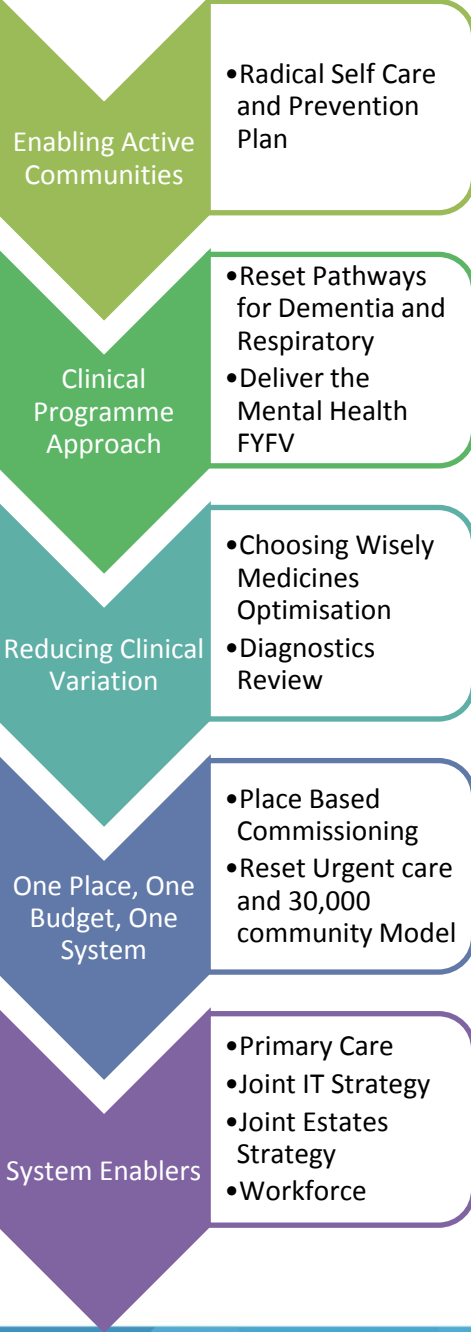 Enabling Active
Communities
•Radical Self Care
and Prevention
Plan
Clinical
Programme
Approach
•Reset Pathways
for Dementia and
Respiratory
•Deliver the
Mental Health
FYFV
Reducing Clinical
Variation
•Choosing Wisely
Medicines
Optimisation
•Diagnostics
Review
One Place, One
Budget, One
System
•Place Based
Commissioning
•Reset Urgent care
and 30,000
community Model
System Enablers
•Primary Care
•Joint IT Strategy
•Joint Estates
Strategy
•Workforce